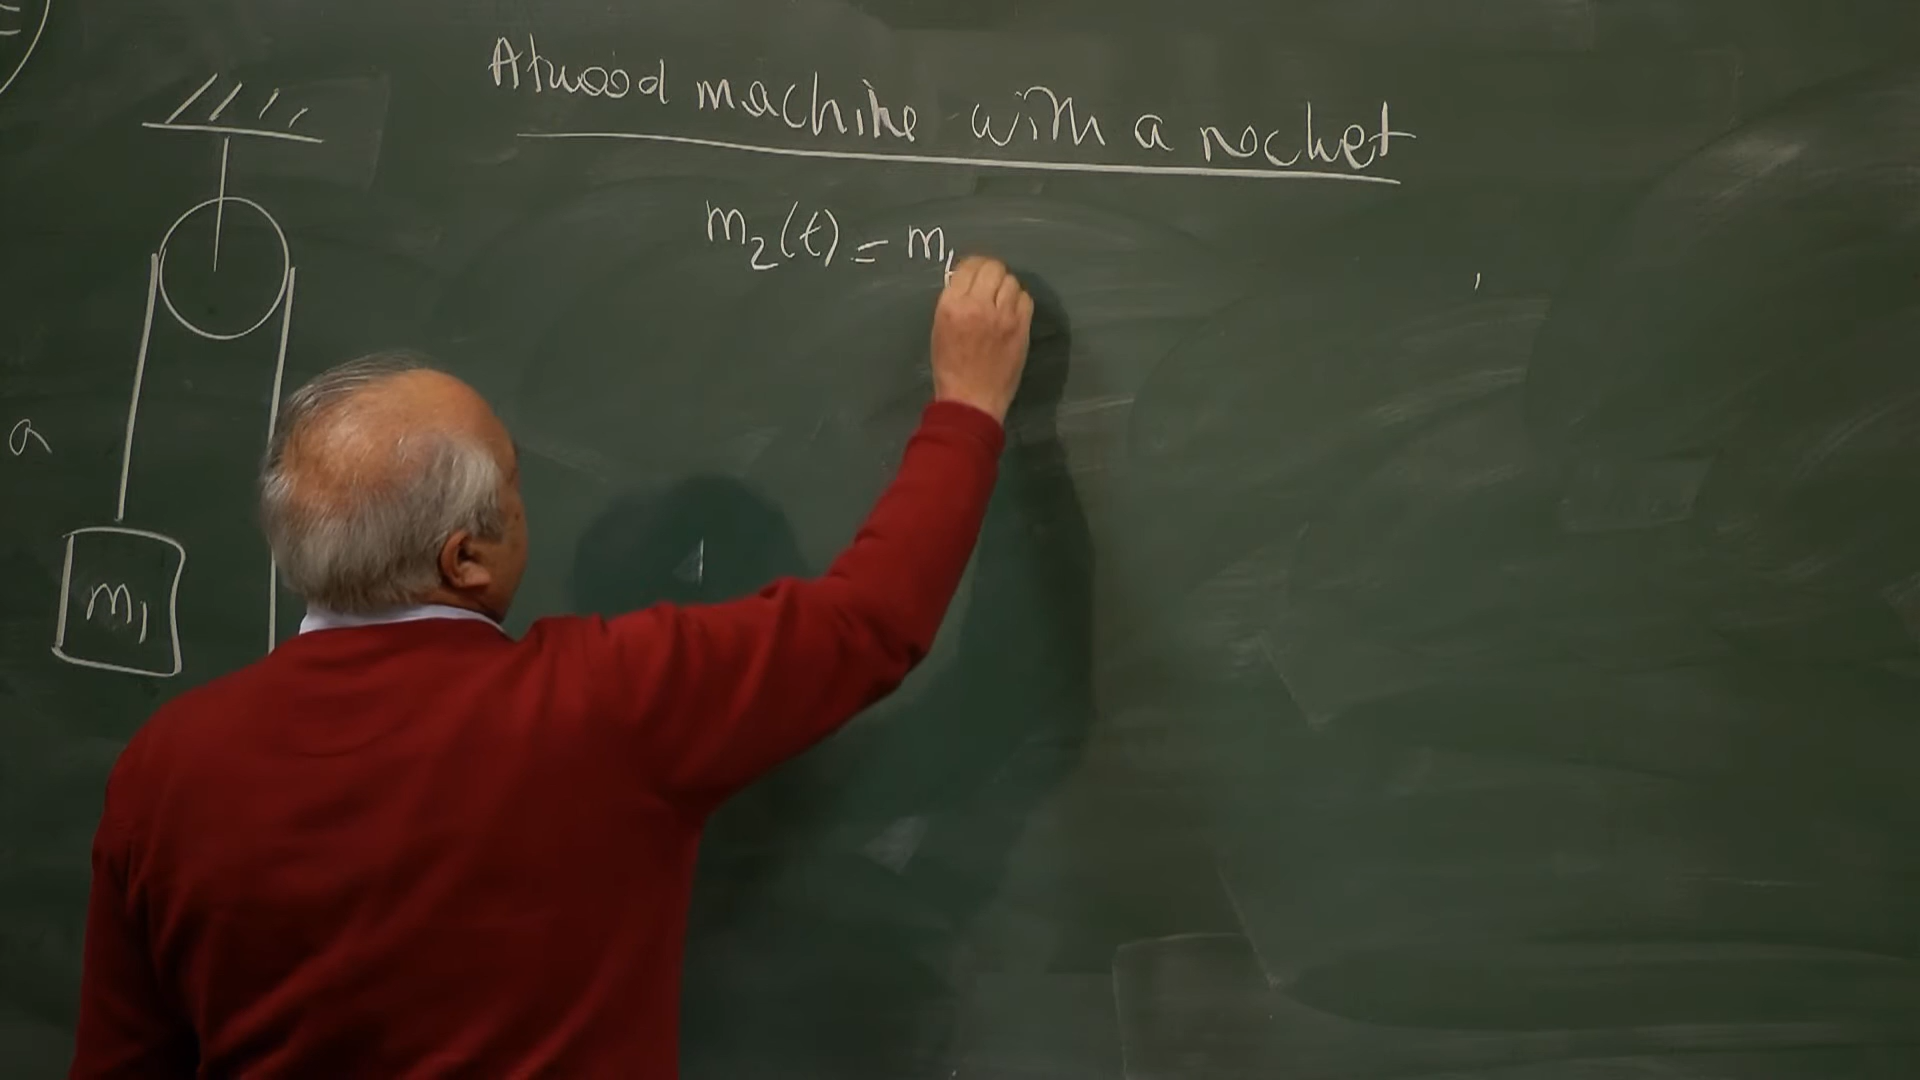 Atwood machine with a rocket
m₂(t) = m
a
m₁